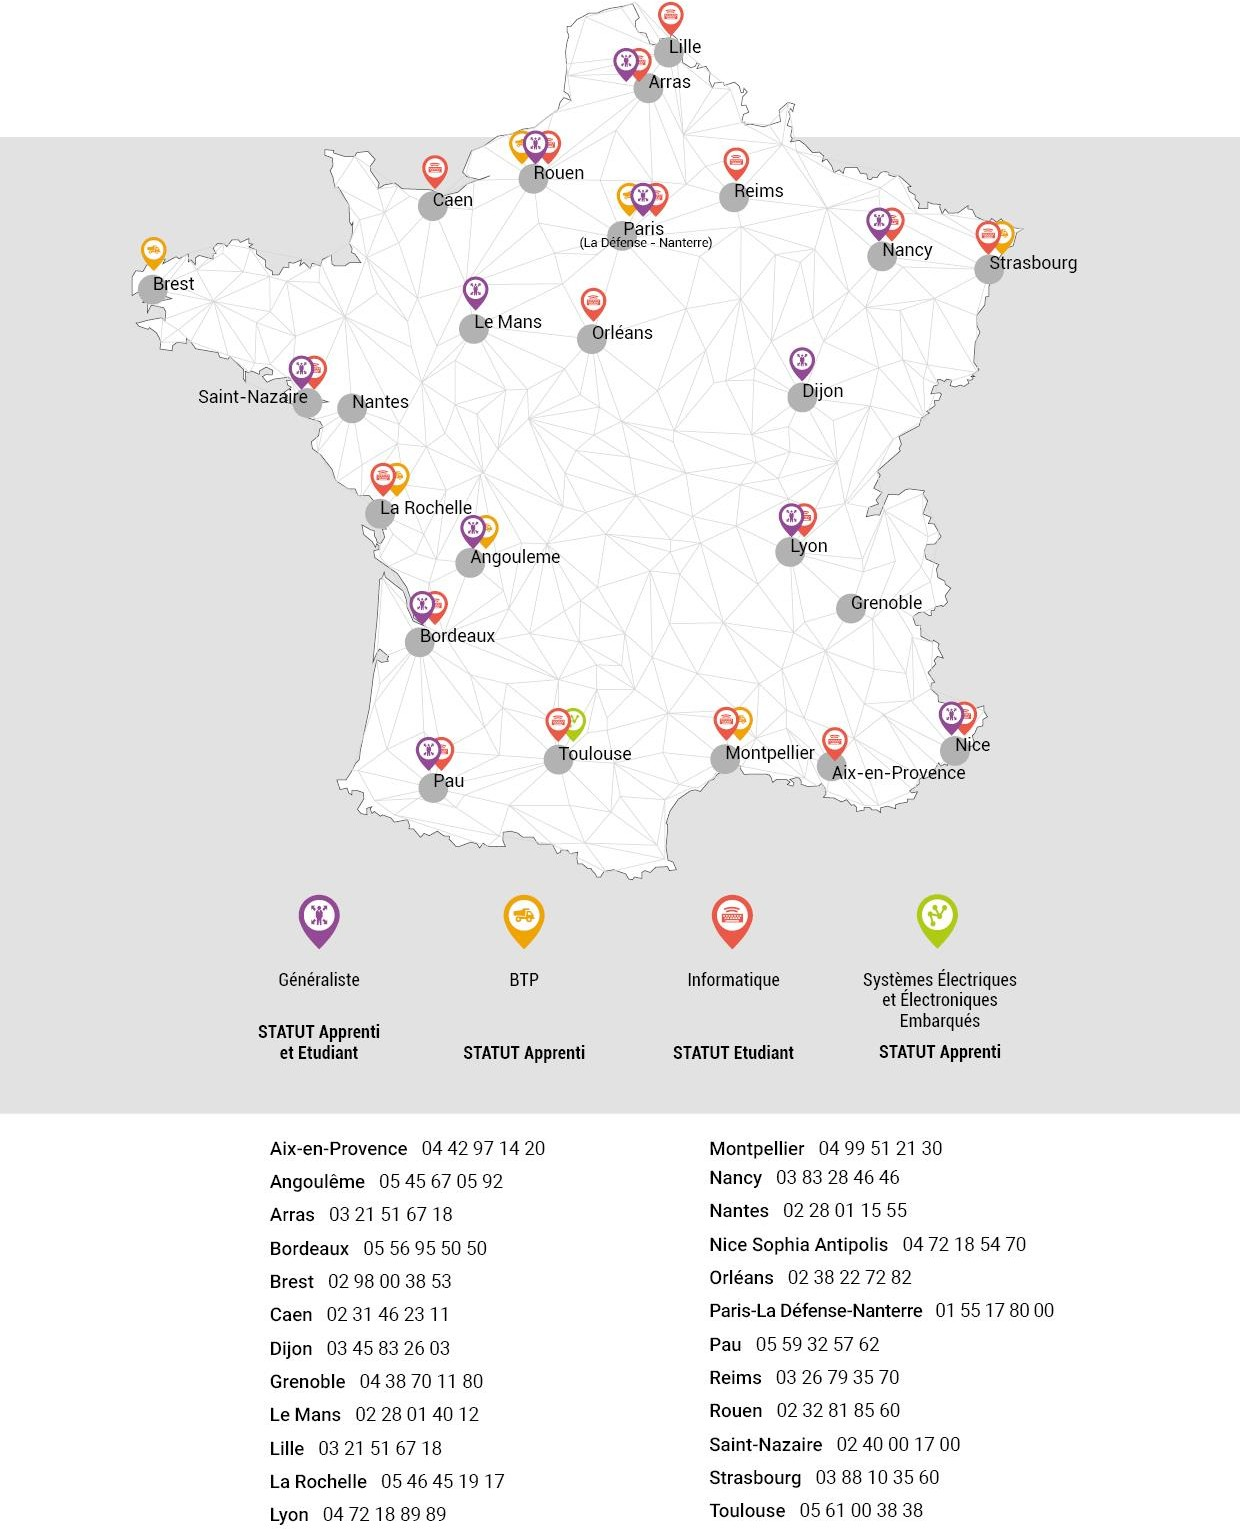 Lille
Arras
Rouen
Reims
Caen
Paris
(La Défense - Nanterre)
Nancy
Strasbourg
Brest
Le Mans
Orléans
Dijon
Saint-Nazaire
Nantes
La Rochelle
Lyon
Angouleme
Grenoble
Bordeaux
Nice
Toulouse
Montpellier
Aix-en-Provence
Pau
Généraliste
STATUT Apprenti
et Etudiant
BTP
STATUT Apprenti
Informatique
STATUT Etudiant
Systèmes Électriques
et Électroniques
Embarqués
STATUT Apprenti
Aix-en-Provence 04 42 97 14 20
Angoulême 05 45 67 05 92
Arras 03 21 51 67 18
Bordeaux 05 56 95 50 50
Brest 02 98 00 38 53
Caen 02 31 46 23 11
Dijon 03 45 83 26 03
Grenoble 04 38 70 11 80
Le Mans 02 28 01 40 12
Lille 03 21 51 67 18
La Rochelle 05 46 45 19 17
Lyon 04 72 18 89 89
Montpellier 04 99 51 21 30
Nancy 03 83 28 46 46
Nantes 02 28 01 15 55
Nice Sophia Antipolis 04 72 18 54 70
Orléans 02 38 22 72 82
Paris-La Défense-Nanterre 01 55 17 80 00
Pau 05 59 32 57 62
Reims 03 26 79 35 70
Rouen 02 32 81 85 60
Saint-Nazaire 02 40 00 17 00
Strasbourg 03 88 10 35 60
Toulouse 05 61 00 38 38